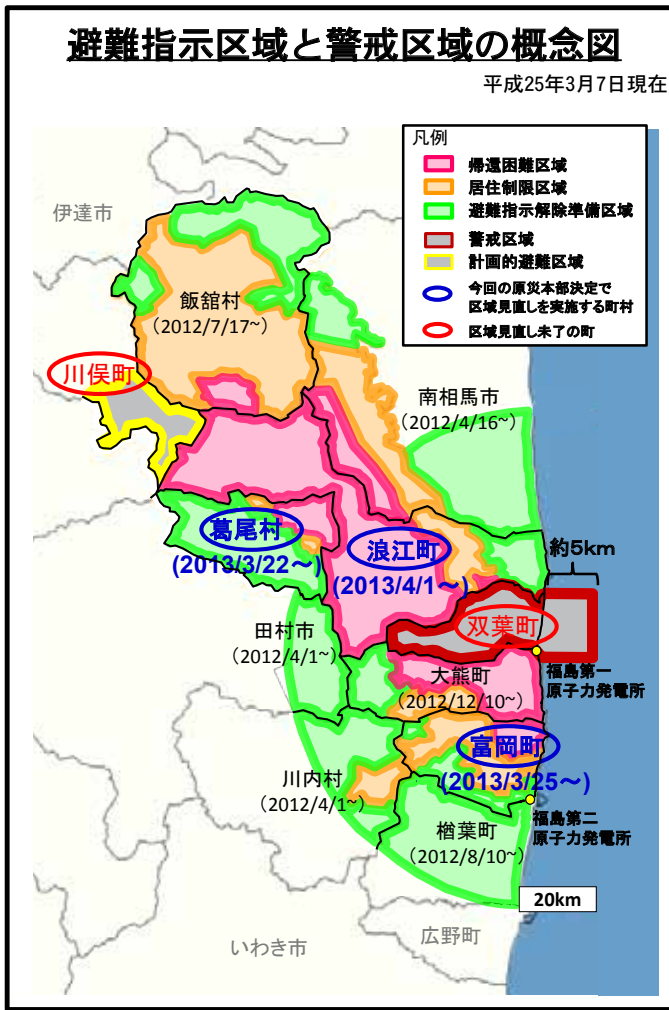 避難指示区域と警戒区域の概念図
平成25年3月7日現在
凡例
帰還困難区域
居住制限区域
避難指示解除準備区域
警戒区域
計画的避難区域
今回の原災本部決定で
区域見直しを実施する町村
区域見直し未了の町
伊達市
飯舘村
（2012/7/17~）
川俣町
南相馬市
（2012/4/16~）
葛尾村
(2013/3/22～)
浪江町
(2013/4/1～)
約5km
双葉町
田村市
（2012/4/1~）
福島第一
原子力発電所
大熊町
（2012/12/10~）
富岡町
(2013/3/25～)
川内村
（2012/4/1~）
福島第二
原子力発電所
楢葉町
（2012/8/10~）
20km
広野町
いわき市